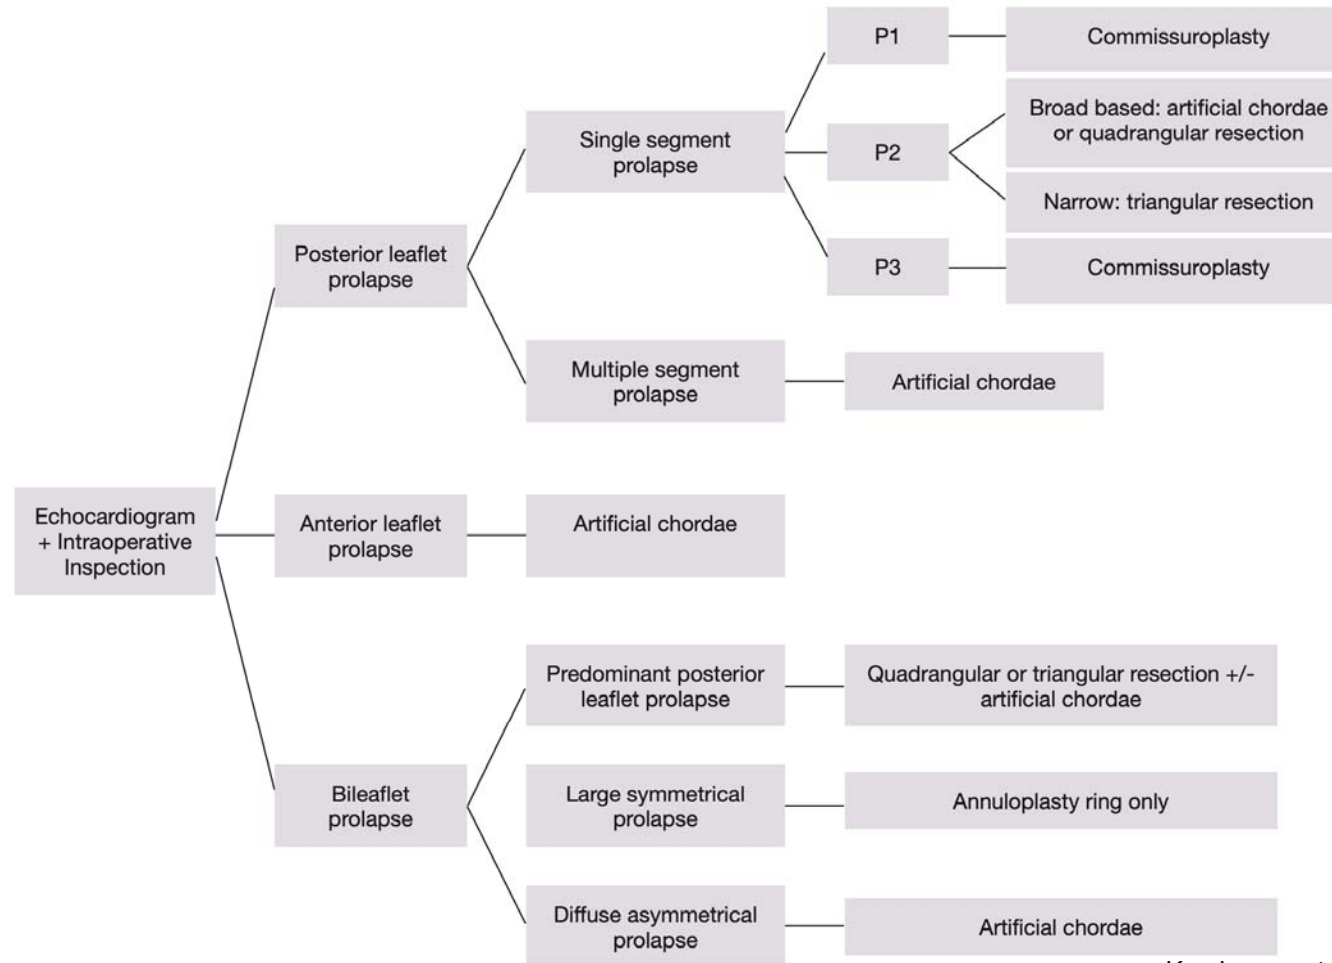 P1
Commissuroplasty
Broad based: artificial chordae
or quadrangular resection
Single segment
prolapse
P2
Narrow: triangular resection
Posterior leaflet
prolapse
P3
Commissuroplasty
Multiple segment
prolapse
Artificial chordae
Echocardiogram
+ Intraoperative
Inspection
Anterior leaflet
prolapse
Artificial chordae
Predominant posterior
leaflet prolapse
Quadrangular or triangular resection +/-
artificial chordae
Bileaflet
prolapse
Large symmetrical
prolapse
Annuloplasty ring only
Diffuse asymmetrical
prolapse
Artificial chordae